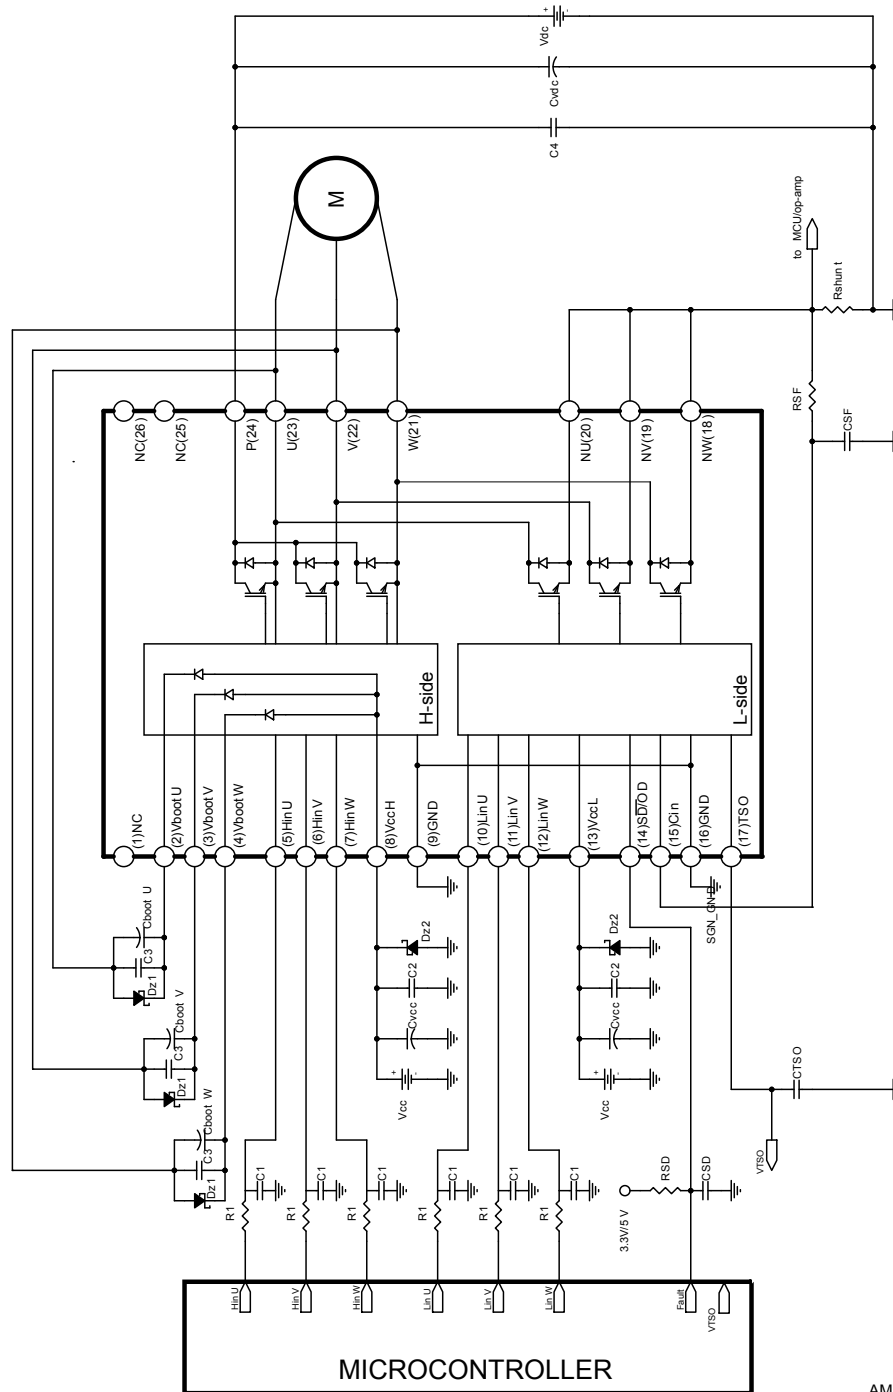 Vdc
+
-
Cvdc
C4
M
to MCU/op-amp
Rshunt
RSF
CSF
NC(26)
NC(25)
P(24)
U(23)
V(22)
W(21)
NU(20)
NV(19)
NW(18)
H-side
L-side
(1)NC
(2)VbootU
(3)VbootV
(4)VbootW
(5)HinU
(6)HinV
(7)HinW
(8)VccH
(9)GND
(10)LinU
(11)LinV
(12)LinW
(13)VccL
(14)SD/OD
(15)Cin
(16)GND
(17)TSO
SGN_GND
Cboot U
C3
Dz1
Cboot V
C3
Dz1
Cboot W
C3
Dz1
Dz2
C2
Cvcc
Vcc
+
-
Dz2
C2
Cvcc
Vcc
+
-
CTSO
VTSO
RSD
CSD
3.3V/5 V
R1
C1
R1
C1
R1
C1
R1
C1
R1
C1
R1
C1
Hin U
Hin V
Hin W
Lin U
Lin V
Lin W
Fault
VTSO
MICROCONTROLLER
AM